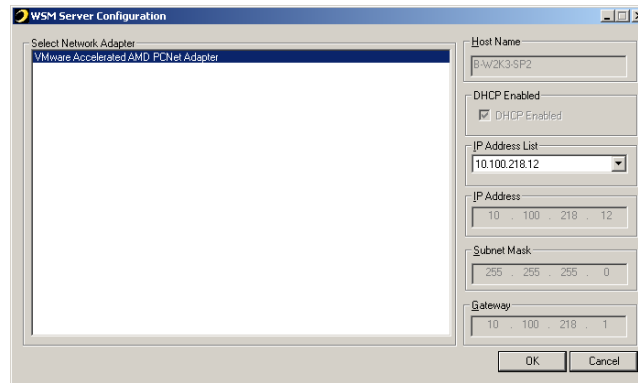 WSM Server Configuration
Select Network Adapter
VMware Accelerated AMD PCNet Adapter
Host Name
B-W2K3-SP2
DHCP Enabled
DHCP Enabled
IP Address List
10.100.218.12
IP Address
10 . 100 . 218 . 12
Subnet Mask
255 . 255 . 255 . 0
Gateway
10 . 100 . 218 . 1
OK Cancel